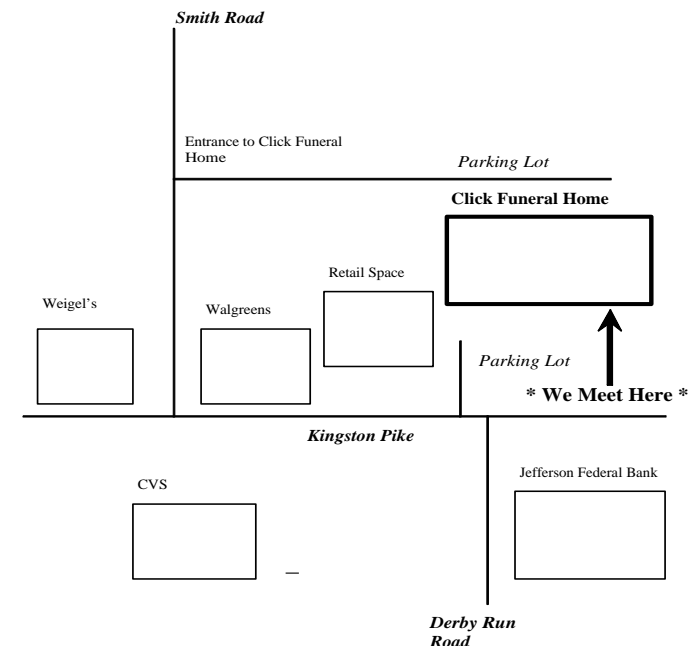 Smith Road
Entrance to Click Funeral
Home
Parking Lot
Click Funeral Home
Retail Space
Weigel's
Walgreens
Parking Lot
* We Meet Here *
Kingston Pike
Jefferson Federal Bank
CVS
Derby Run
Road